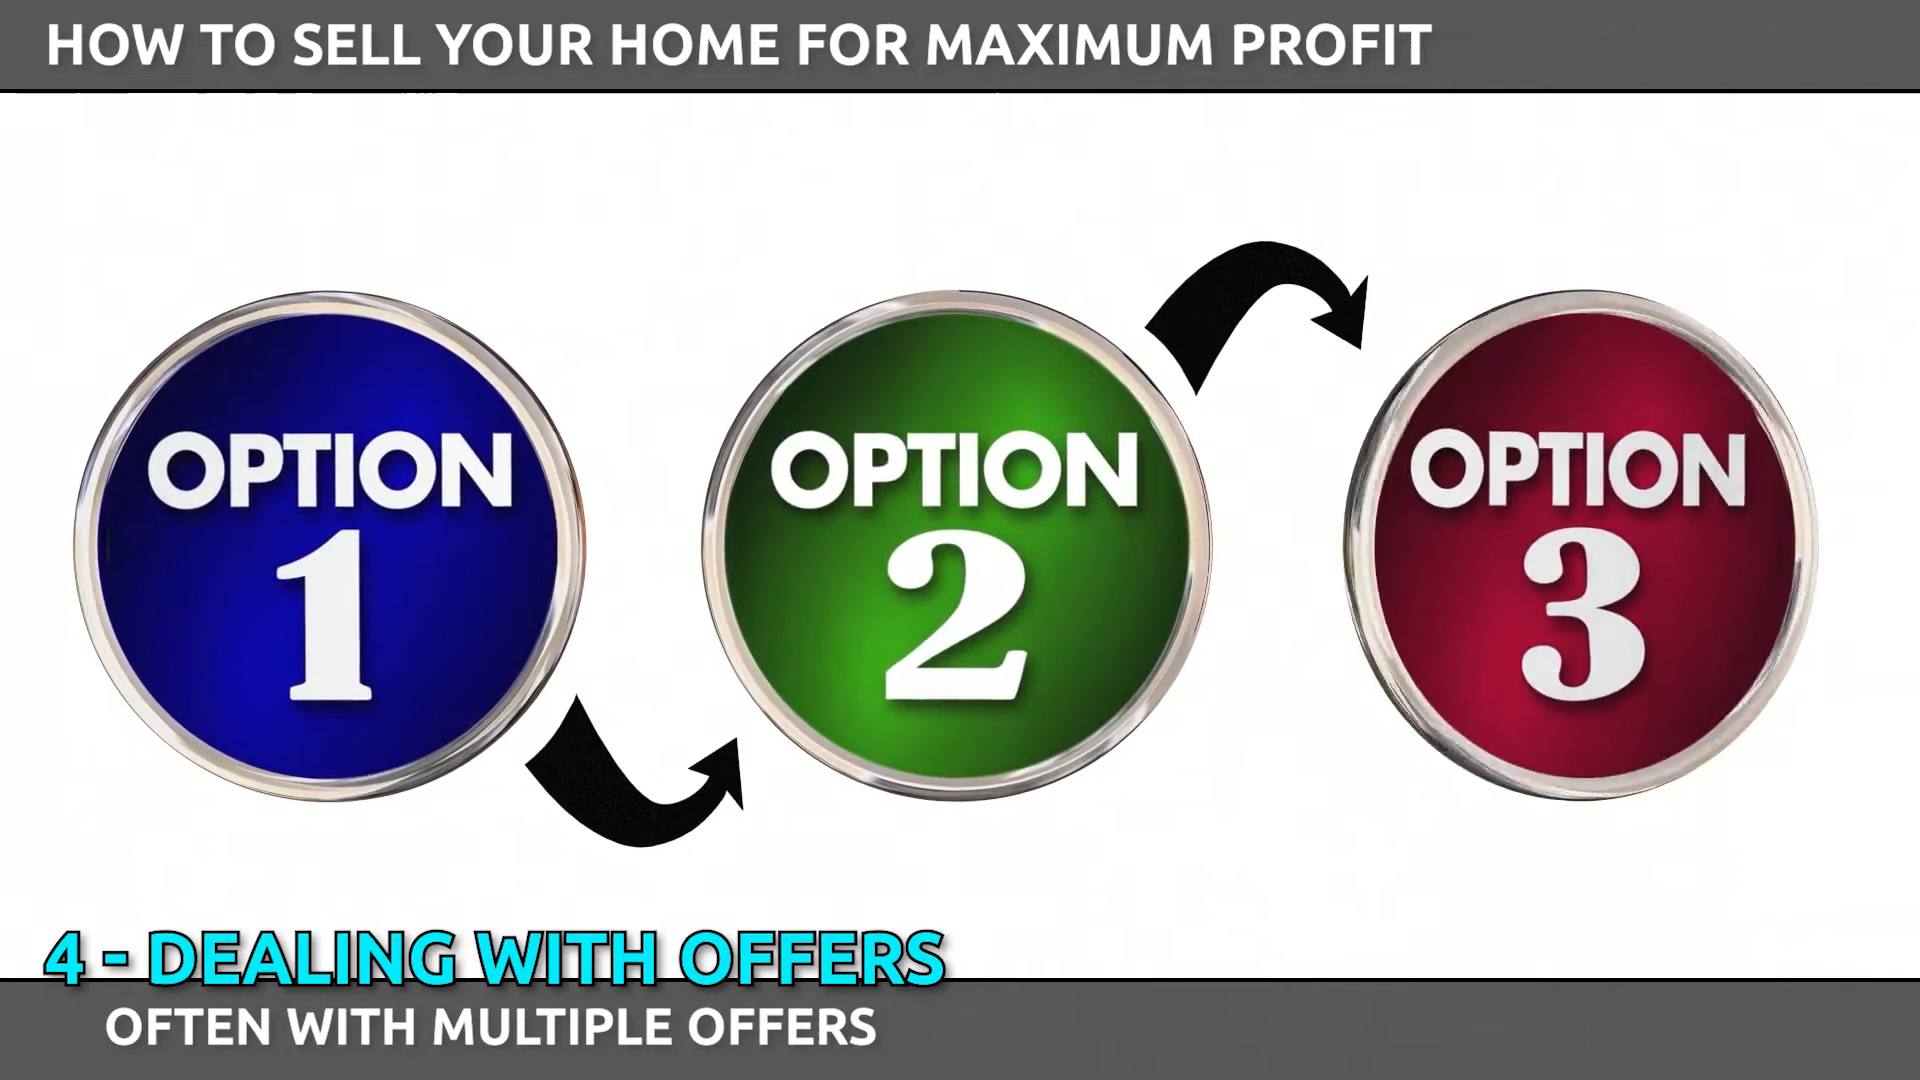 HOW TO SELL YOUR HOME FOR MAXIMUM PROFIT
OPTION
1
OPTION
2
OPTION
3
4 - DEALING WITH OFFERS
OFTEN WITH MULTIPLE OFFERS